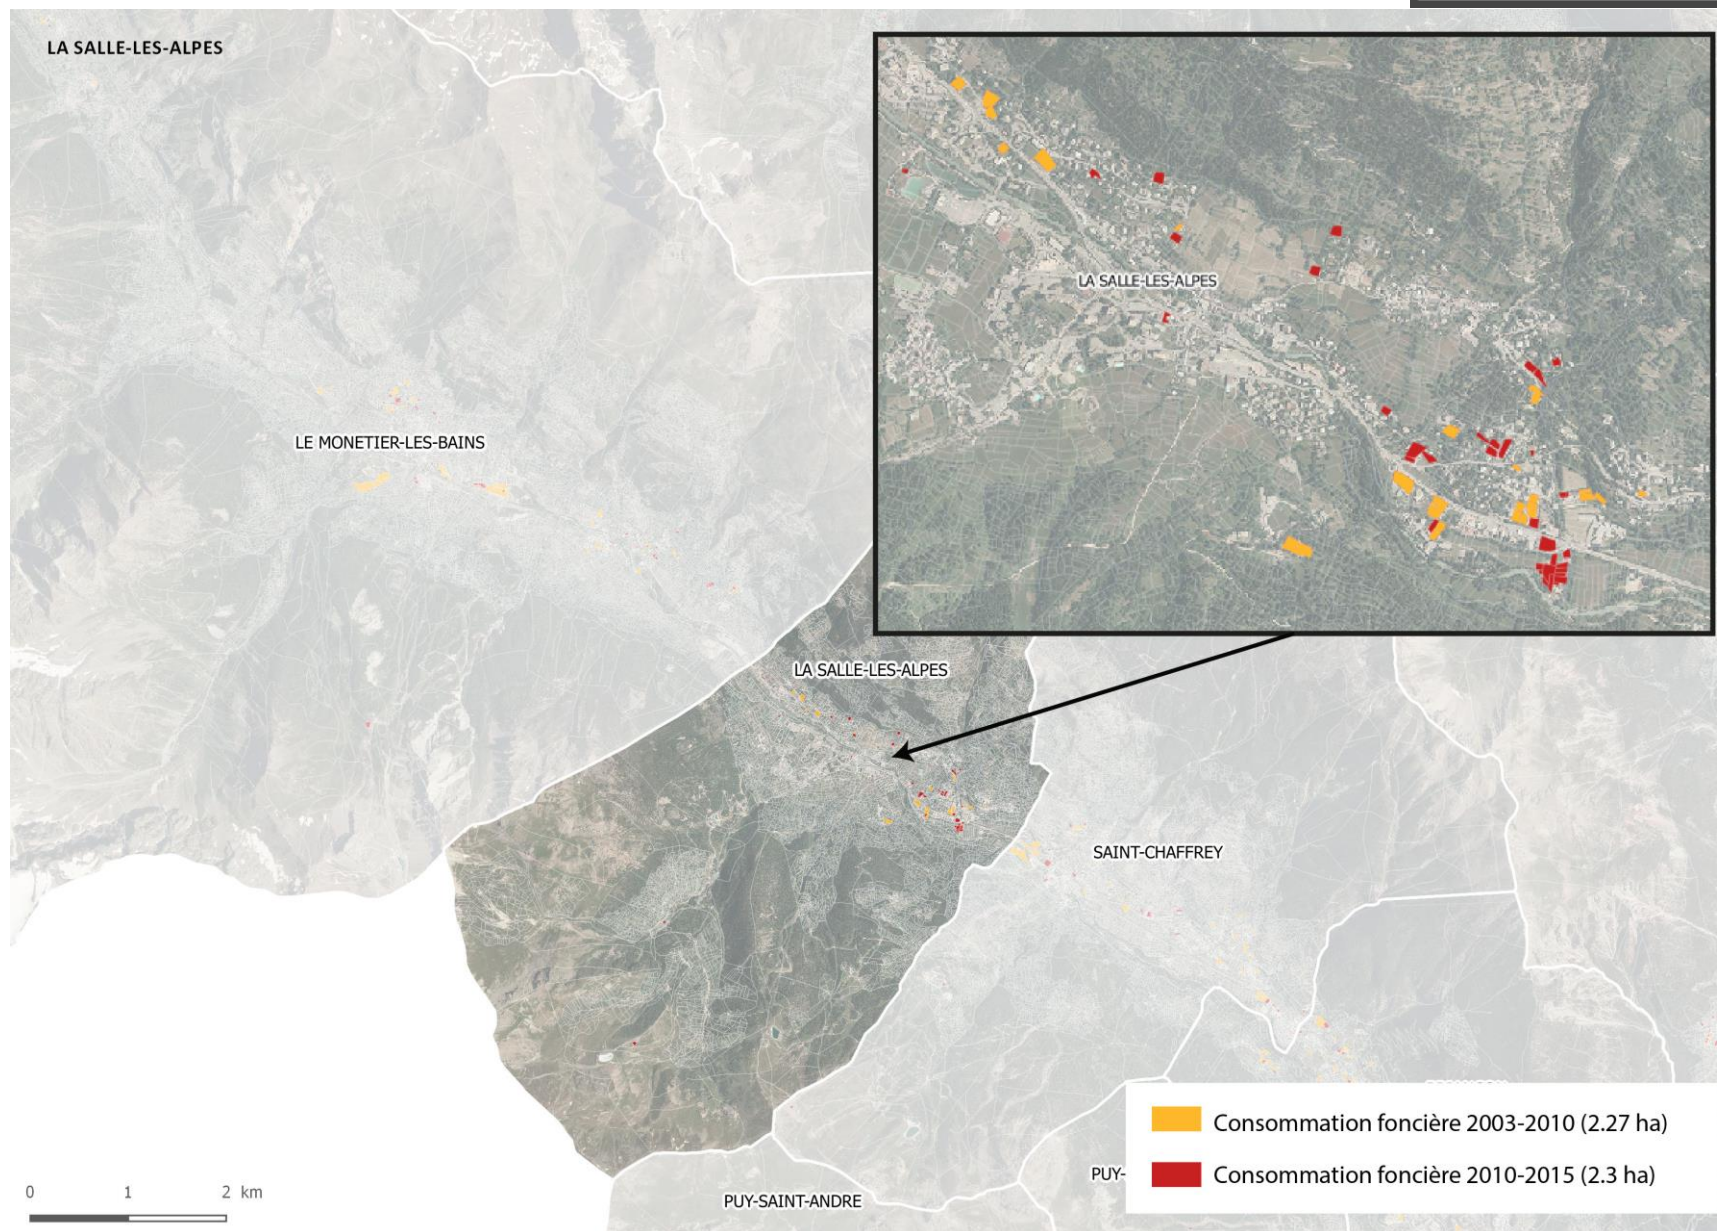 LA SALLE-LES-ALPES
LA SALLE-LES-ALPES
LE MONETIER-LES-BAINS
LA SALLE-LES-ALPES
SAINT-CHAFFREY
Consommation foncière 2003-2010 (2.27 ha)
Consommation foncière 2010-2015 (2.3 ha)
PUY-
PUY-SAINT-ANDRE
0 1 2 km